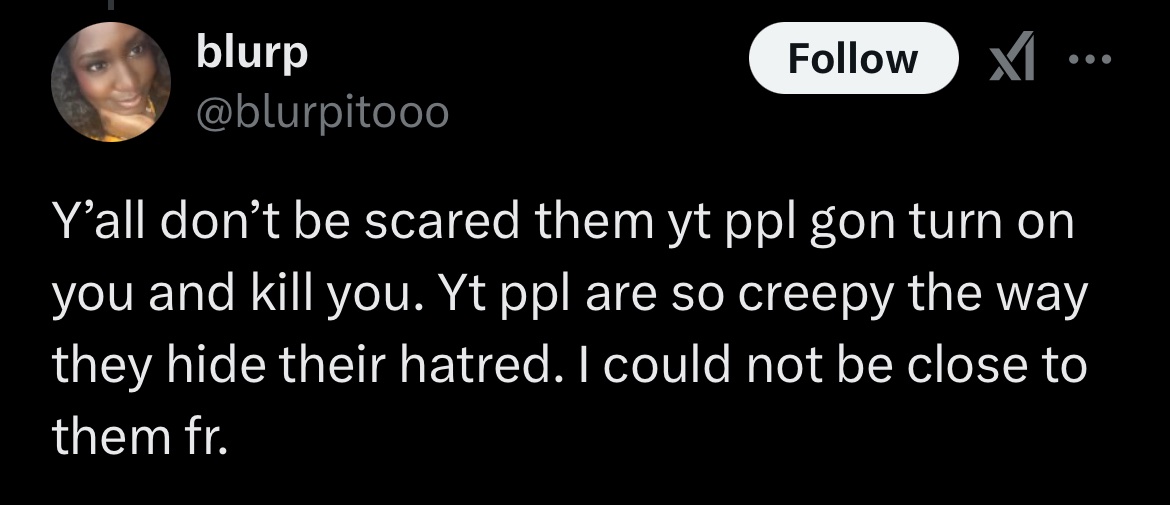 blurp
Follow
@blurpitooo
Y’all don’t be scared them yt ppl gon turn on
you and kill you. Yt ppl are so creepy the way
they hide their hatred. I could not be close to
them fr.